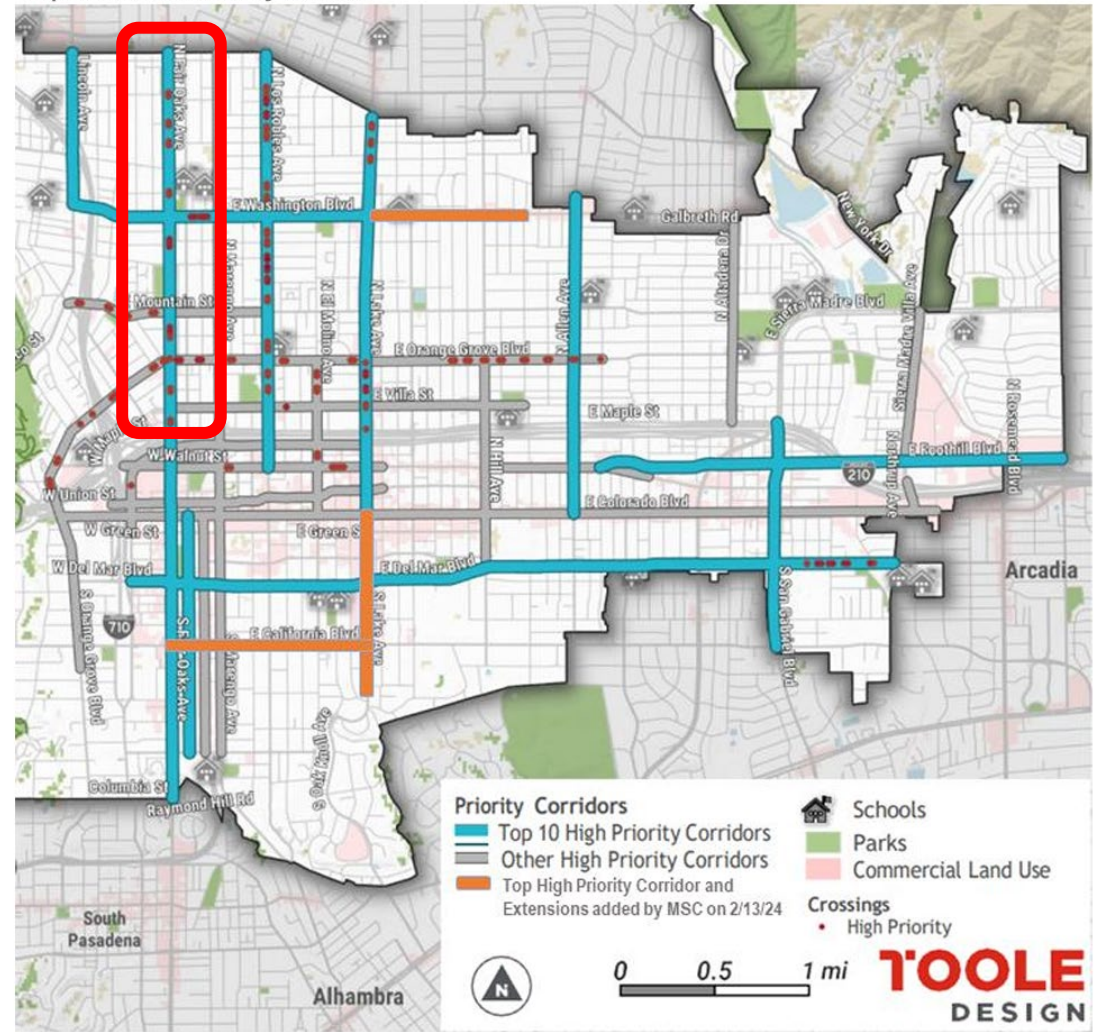 Lincoln Ave
N Fair Oaks Ave
N Los Robles Ave
E Washington Blvd
Galbreth Rd
New York Dr
N Altadena Dr
N Marengo Ave
N El Molino Ave
N Lake Ave
N Allen Ave
E Mountain St
E Sierra Madre Blvd
Sierra Madre Villa Ave
N Rosemead Blvd
E Orange Grove Blvd
E Villa St
E Maple St
W Maple St
W Walnut St
N Hill Ave
E Foothill Blvd
210
Northrup Ave
W Union St
E Colorado Blvd
W Green St
E Green S
W Del Mar Blvd
E Del Mar Blvd
Arcadia
S Orange Grove Blvd
710
S Lake Ave
S San Gabriel Blvd
E California Blvd
S Marengo Ave
S Oak Knoll Ave
Columbia St
Raymond Hill Rd
South
Pasadena
Alhambra
Priority Corridors
Top 10 High Priority Corridors
Other High Priority Corridors
Top High Priority Corridor and
Extensions added by MSC on 2/13/24
Schools
Parks
Commercial Land Use
Crossings
High Priority
N
0 0.5 1 mi
TOOLE
DESIGN